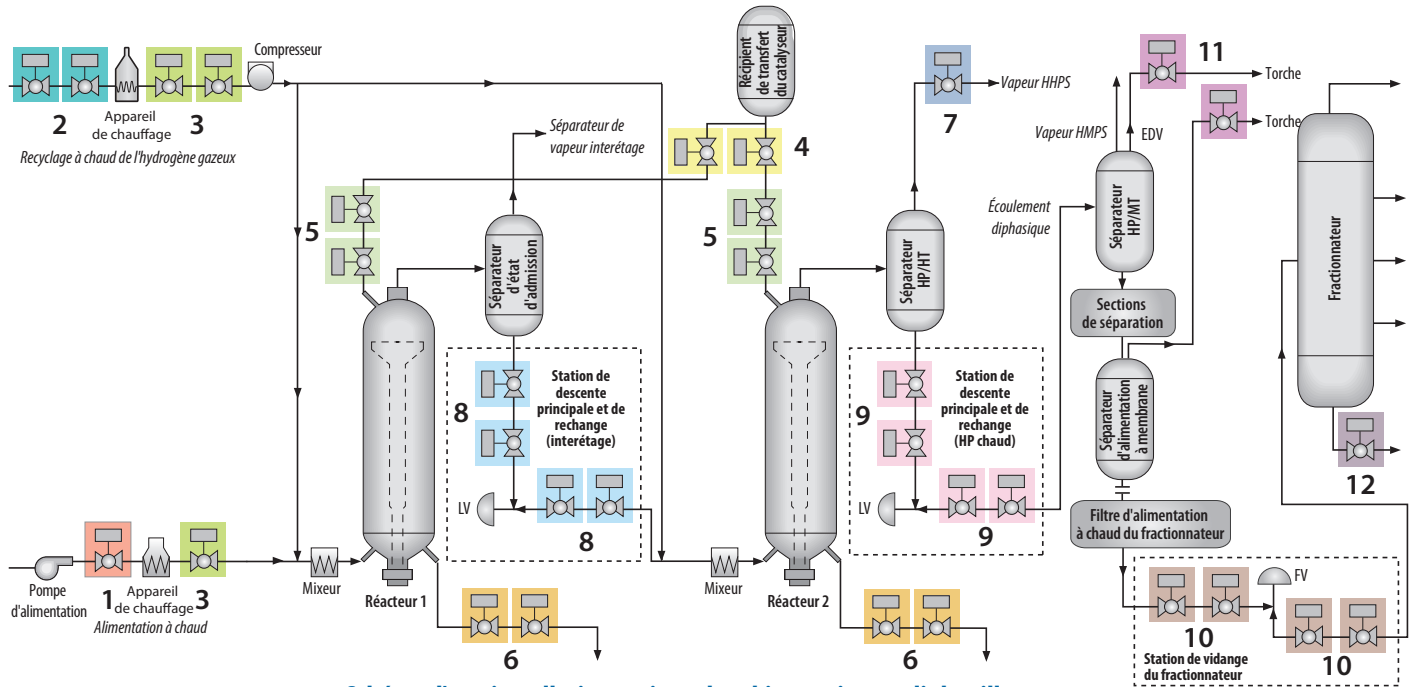 Compresseur
2
Appareil
de chauffage
3
Recyclage à chaud de l'hydrogène gazeux
Récipient
de transfert
du catalyseur
4
Séparateur de
vapeur interétage
5
5
Séparateur
d'état
d'admission
7
Vapeur HHPS
Séparateur
HP/HT
11
Torche
Torche
Vapeur HMPS
EDV
Écoulement
diphasique
Séparateur
HP/MT
Sections
de séparation
Séparateur
d'alimentation
à membrane
Fractionnateur
12
Station de
descente
principale et de
rechange
(interétage)
8
LV
8
Station de
descente
principale et de
rechange
(HP chaud)
9
LV
9
Filtre d'alimentation
à chaud du fractionnateur
FV
10
10
Station de vidange
du fractionnateur
Pompe
d'alimentation
1
Appareil
de chauffage
3
Alimentation à chaud
Mixeur
Réacteur 1
6
Mixeur
Réacteur 2
6